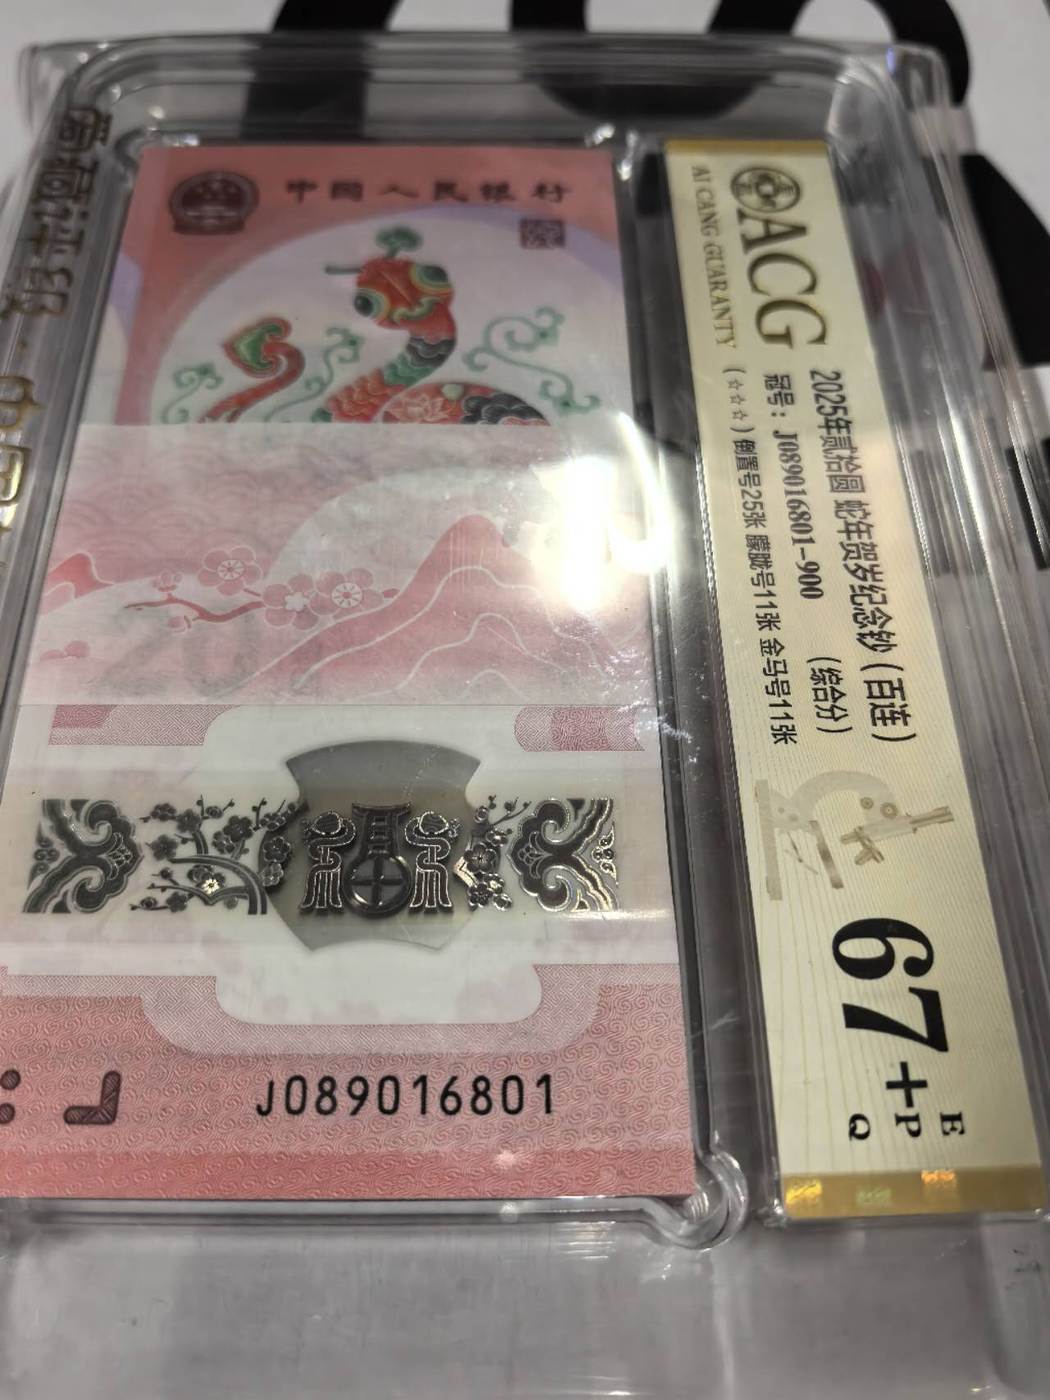 中国人民银行
J089016801
ACG
AI CANG GUARANTY
2025年贰拾圆 蛇年贺岁纪念钞（百连）
冠号：J089016801-900 （综合分）
（☆☆☆）倒置号25张 朦胧号11张 金马号11张
67+
E
P
Q